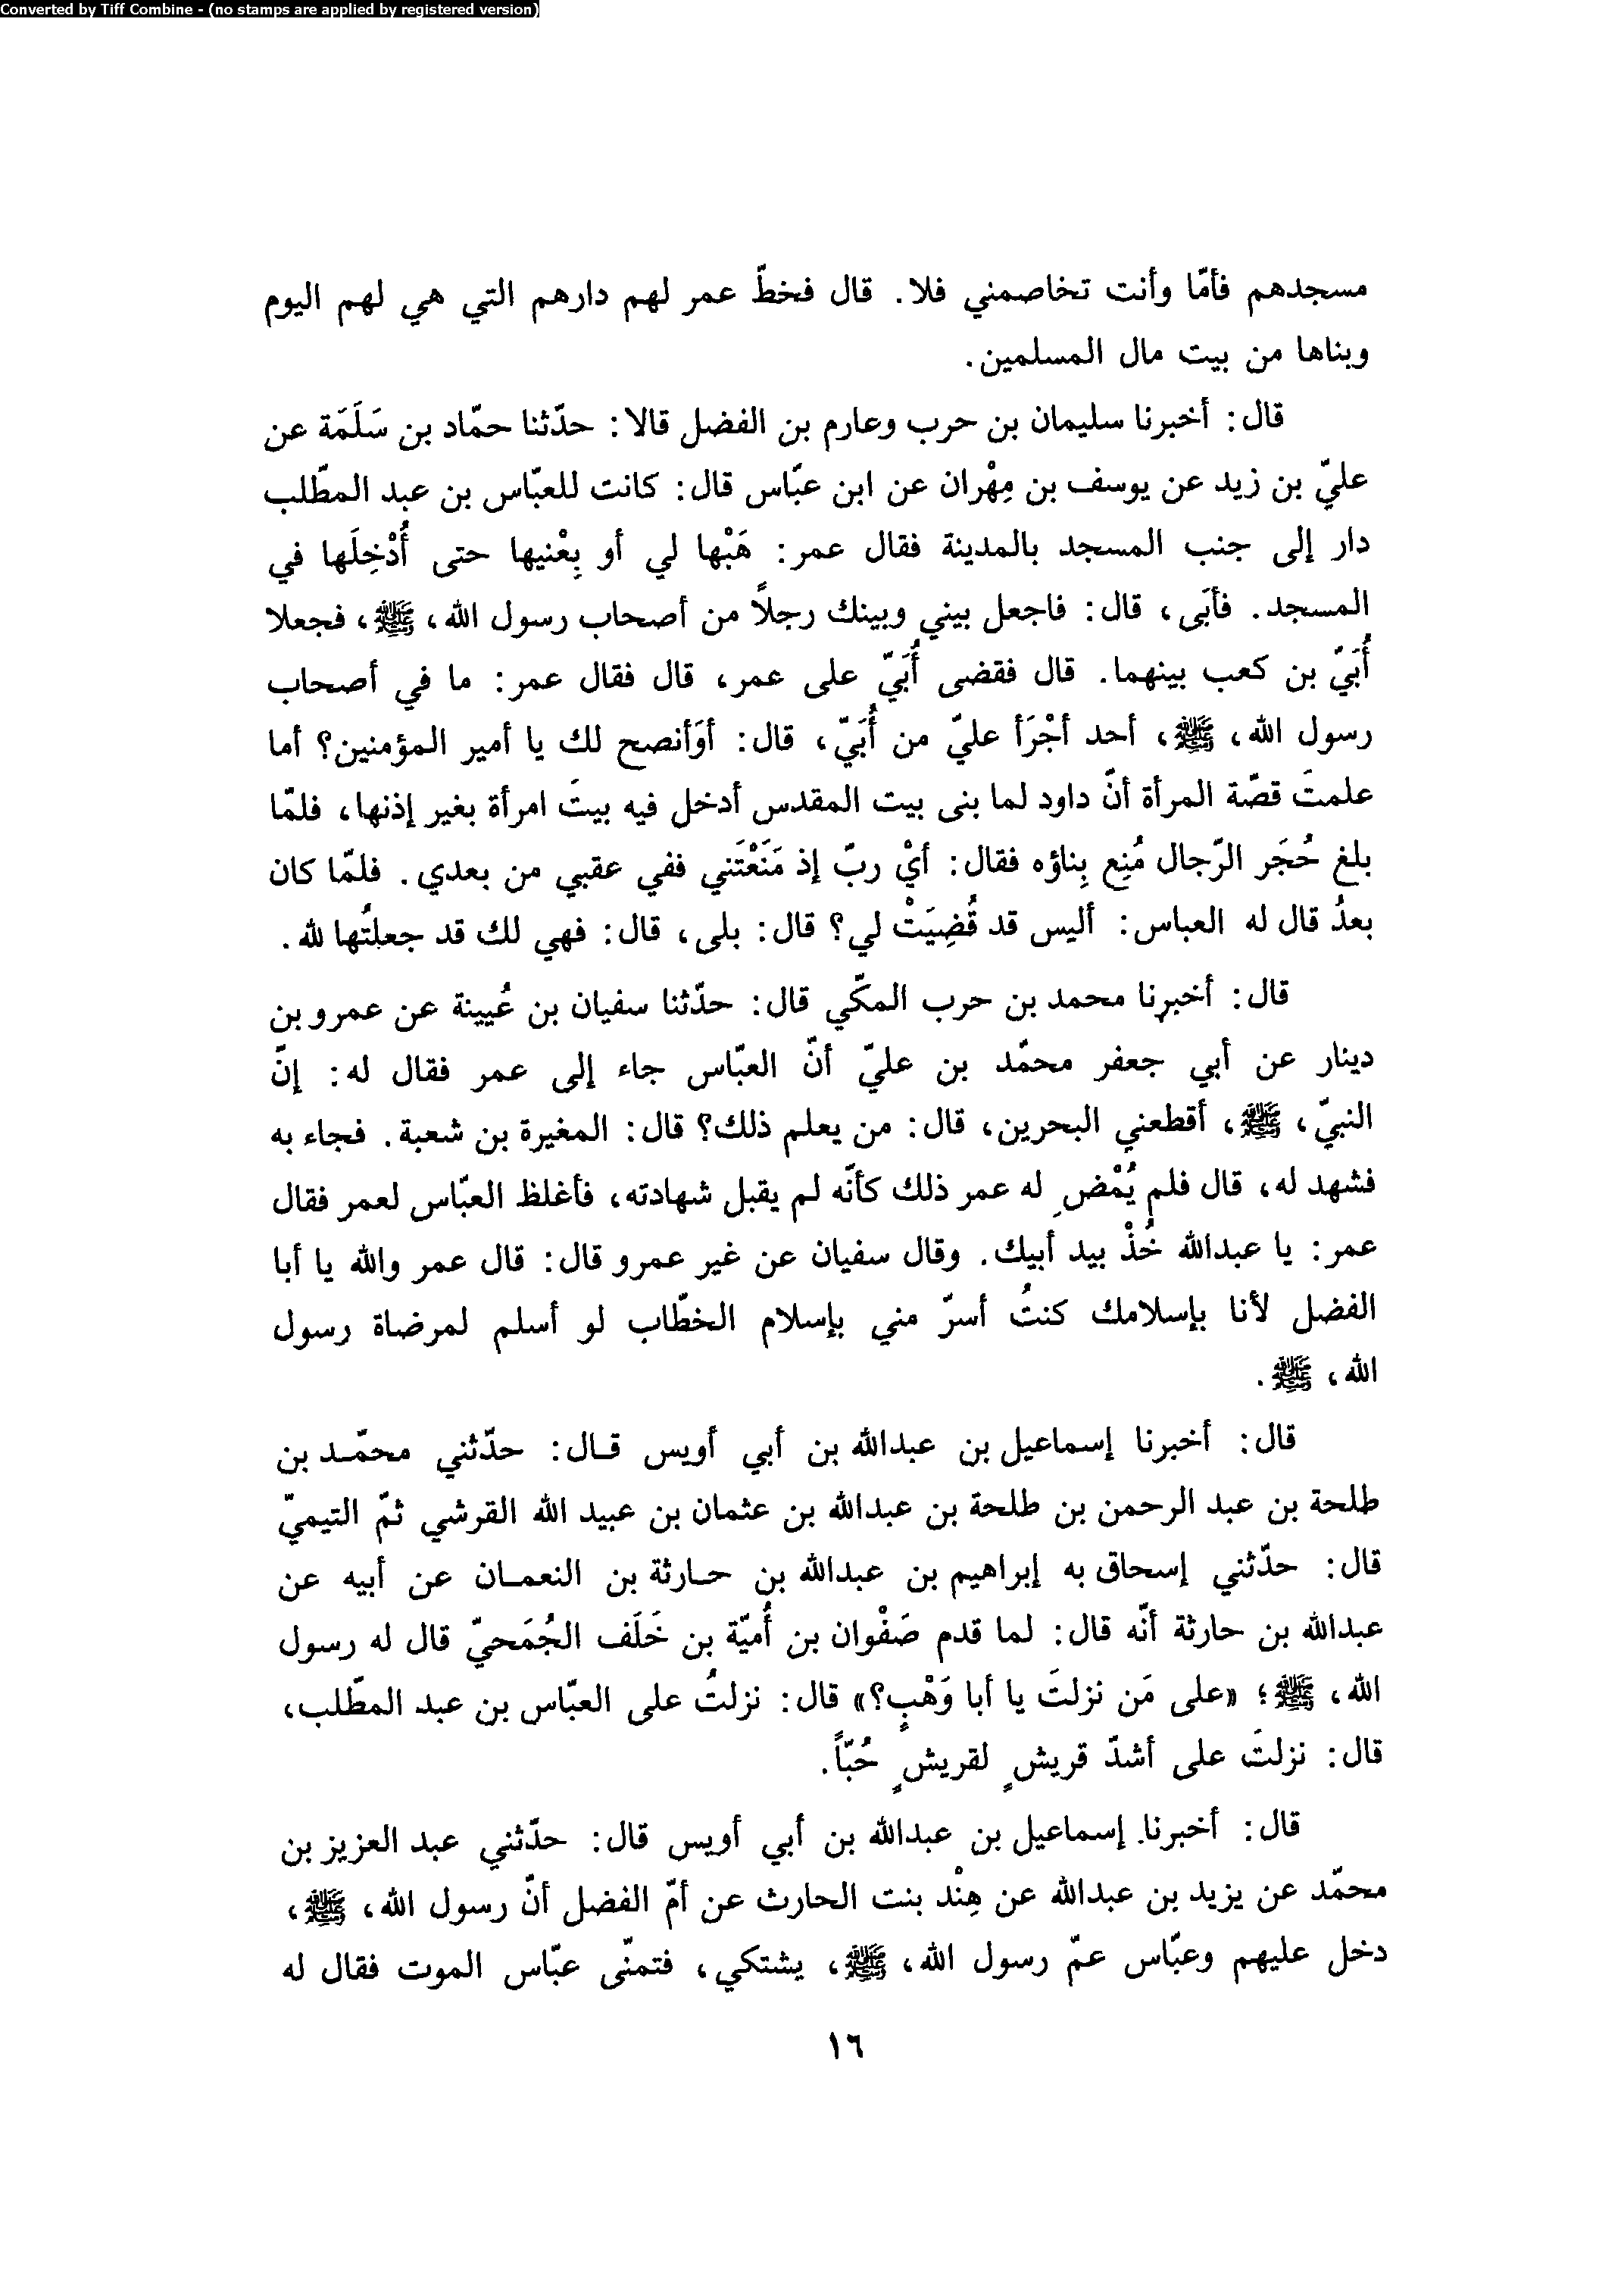 Converted by Tiff Combine - (no stamps are applied by registered version)
مسجدهم فأمّا وأنت تخاصمني فلا. قال فخطّ عمر لهم دارهم التي هي لهم اليوم
وبناها من بيت مال المسلمين.
قال: أخبرنا سليمان بن حرب وعارم بن الفضل قالا: حدّثنا حمّاد بن سَلَمَة عن
عليّ بن زيد عن يوسف بن مِهْران عن ابن عبّاس قال: كانت للعبّاس بن عبد المطّلب
دار إلى جنب المسجد بالمدينة فقال عمر: هَبْها لي أو بِعْنيها حتى أُدْخِلَها في
المسجد. فأبَى، قال: فاجعل بيني وبينك رجلاً من أصحاب رسول الله، ﷺ، فجعلا
أُبَيّ بن كعب بينهما. قال فقضى أُبَيّ على عمر، قال فقال عمر: ما في أصحاب
رسول الله، ﷺ، أحد أجْرَأ عليّ من أُبَيّ، قال: أوَأنصح لك يا أمير المؤمنين؟ أما
علمتَ قصّة المرأة أنّ داود لما بنى بيت المقدس أدخل فيه بيتَ امرأة بغير إذنها، فلمّا
بلغ حُجَر الرّجال مُنِع بِناؤه فقال: أيْ ربّ إذ مَنَعْتَني ففي عقبي من بعدي. فلمّا كان
بعدُ قال له العباس: أليس قد قُضِيَتْ لي؟ قال: بلى، قال: فهي لك قد جعلتُها لله.
قال: أخبرنا محمد بن حرب المكّي قال: حدّثنا سفيان بن عُيينة عن عمرو بن
دينار عن أبي جعفر محمّد بن عليّ أنّ العبّاس جاء إلى عمر فقال له: إنّ
النبيّ، ﷺ، أقطعني البحرين، قال: من يعلم ذلك؟ قال: المغيرة بن شعبة. فجاء به
فشهد له، قال فلم يُمْضِ له عمر ذلك كأنّه لم يقبل شهادته، فأغلظ العبّاس لعمر فقال
عمر: يا عبدالله خُذْ بيد أبيك. وقال سفيان عن غير عمرو قال: قال عمر والله يا أبا
الفضل لأنا بإسلامك كنتُ أسرّ مني بإسلام الخطّاب لو أسلم لمرضاة رسول
الله، ﷺ.
قال: أخبرنا إسماعيل بن عبدالله بن أبي أويس قال: حدّثني محمّد بن
طلحة بن عبد الرحمن بن طلحة بن عبدالله بن عثمان بن عبيد الله القرشي ثمّ التيميّ
قال: حدّثني إسحاق به إبراهيم بن عبدالله بن حارثة بن النعمان عن أبيه عن
عبدالله بن حارثة أنّه قال: لما قدم صَفْوان بن أُميّة بن خَلَف الجُمَحيّ قال له رسول
الله، ﷺ؛ «على مَن نزلتَ يا أبا وَهْبٍ؟» قال: نزلتُ على العبّاس بن عبد المطّلب،
قال: نزلتَ على أشدّ قريشٍ لقريشٍ حُبّاً.
قال: أخبرنا إسماعيل بن عبدالله بن أبي أويس قال: حدّثني عبد العزيز بن
محمّد عن يزيد بن عبدالله عن هِنْد بنت الحارث عن أمّ الفضل أنّ رسول الله، ﷺ،
دخل عليهم وعبّاس عمّ رسول الله، ﷺ، يشتكي، فتمنّى عبّاس الموت فقال له
١٦